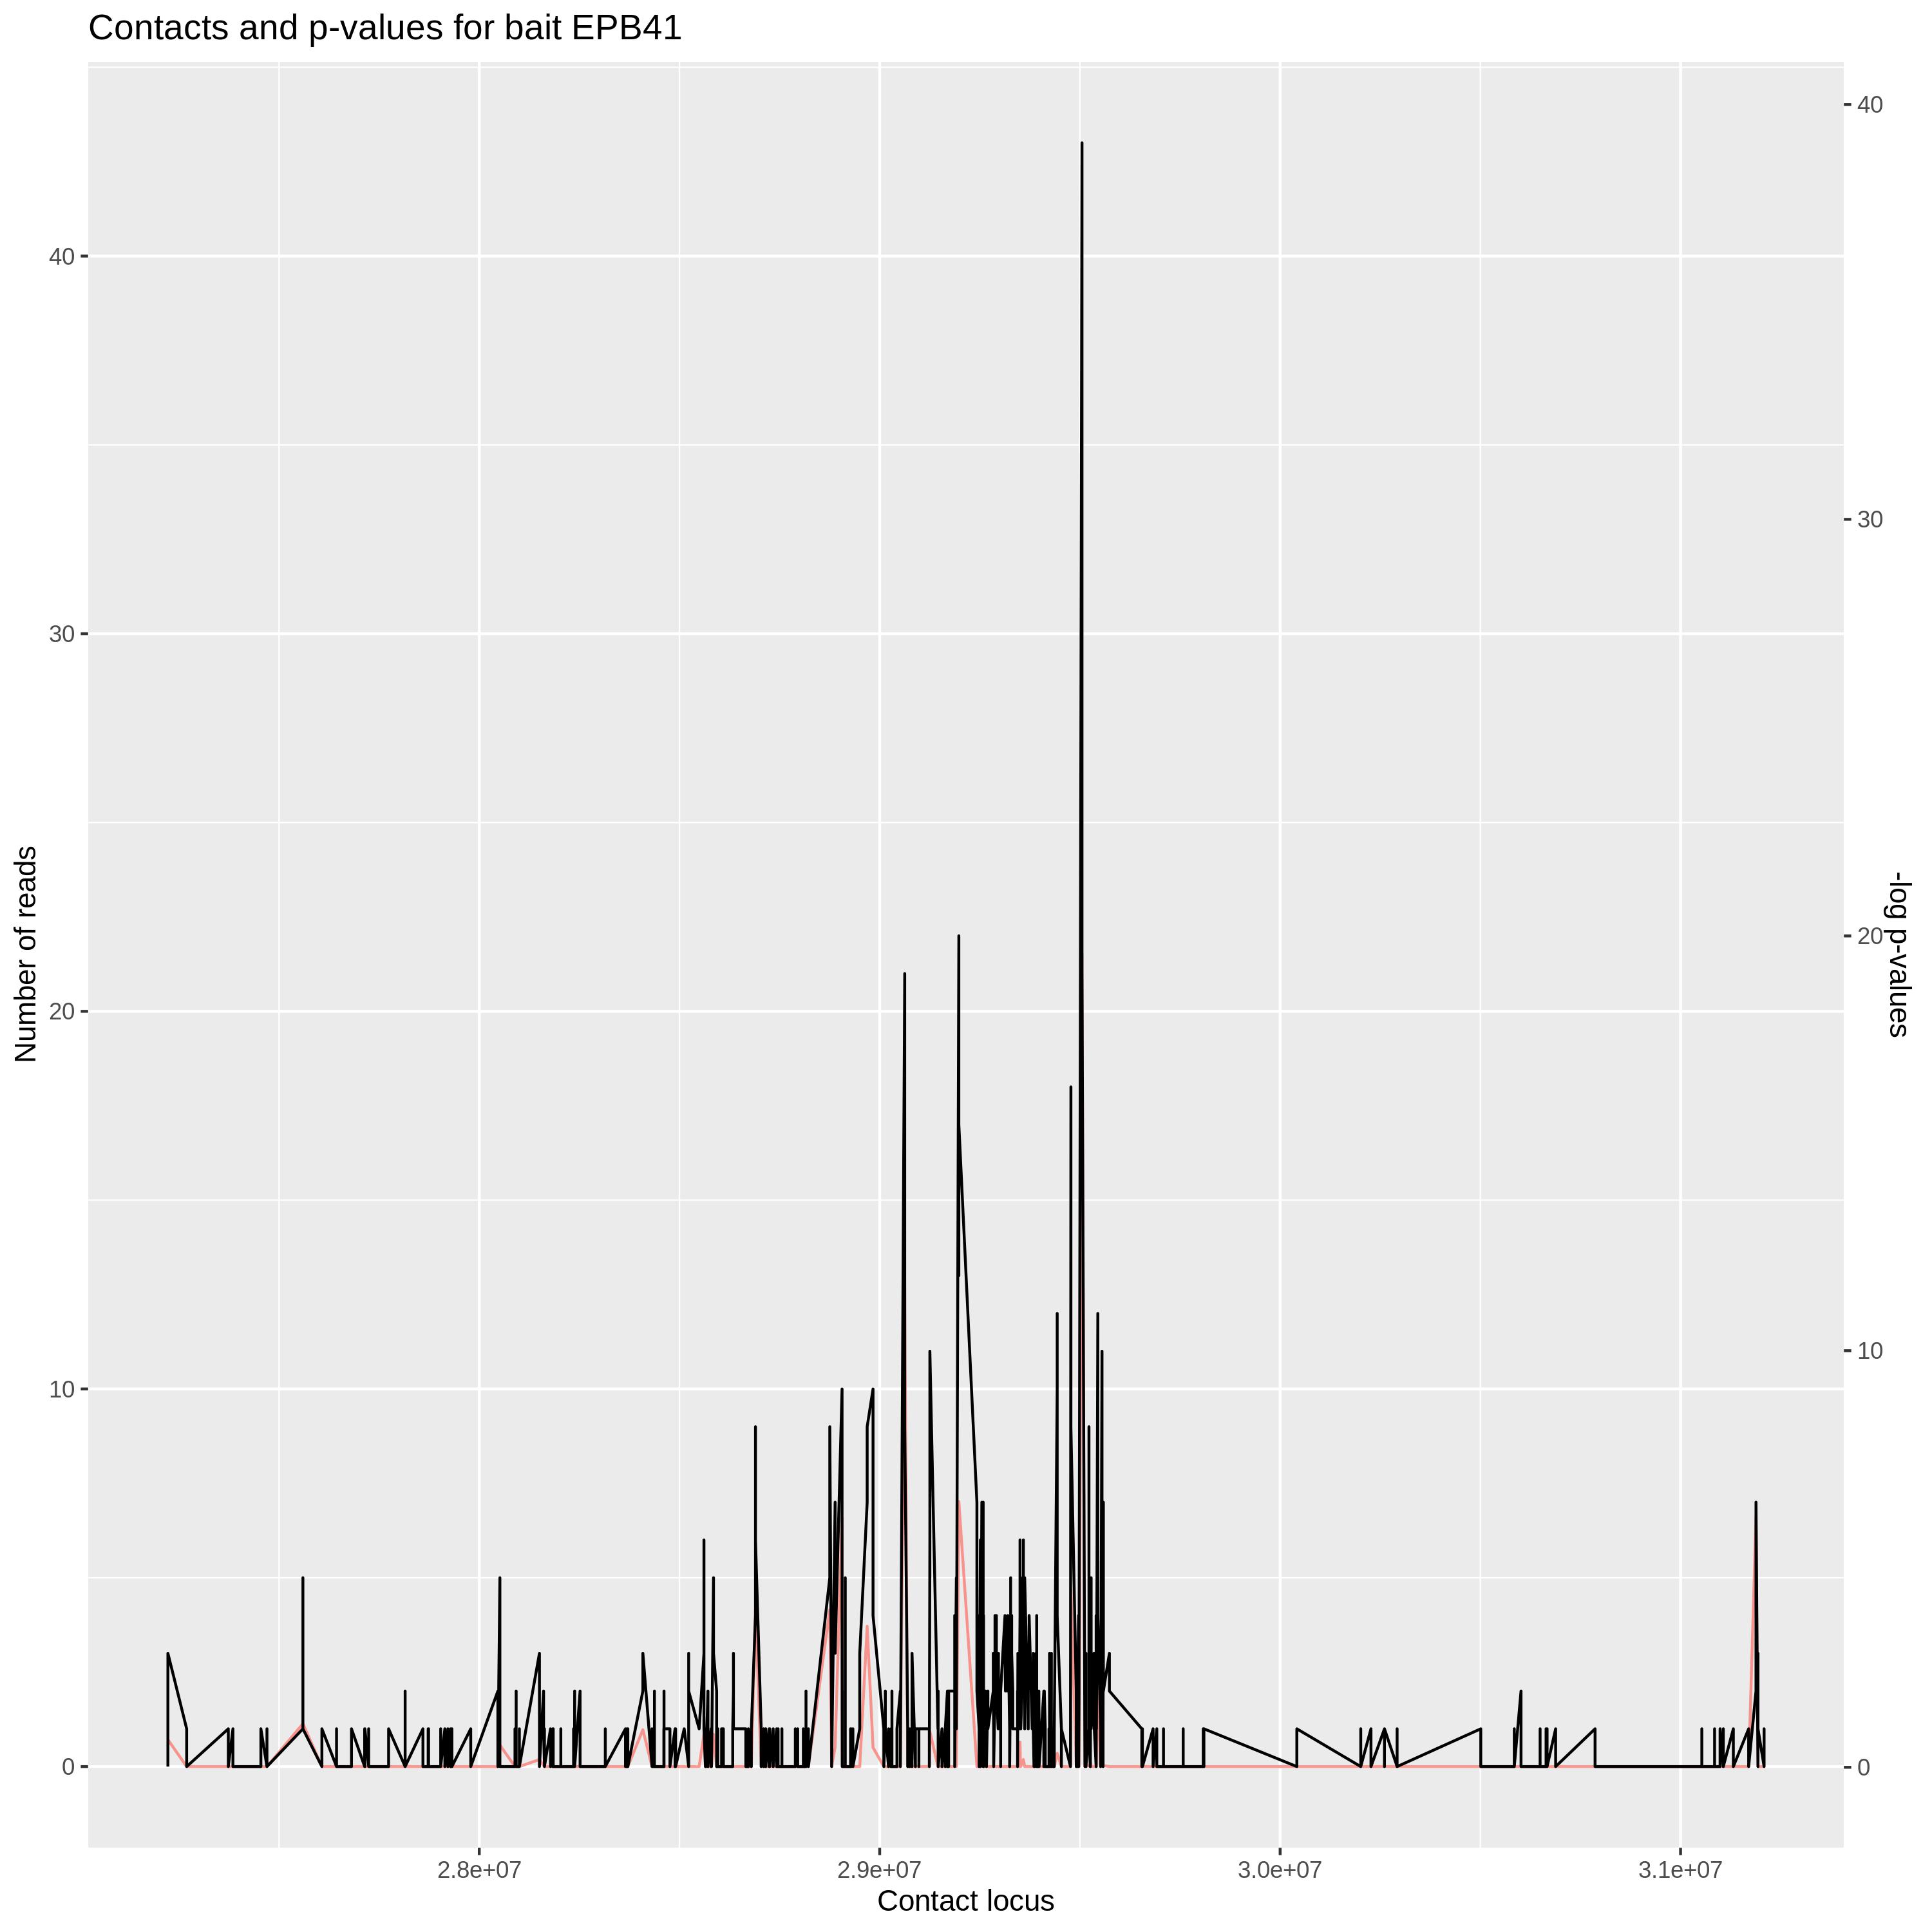 Contacts and p-values for bait EPB41
Number of reads
40
30
20
10
0
40
30
20
10
0
-log p-values
2.8e+07
2.9e+07
3.0e+07
3.1e+07
Contact locus